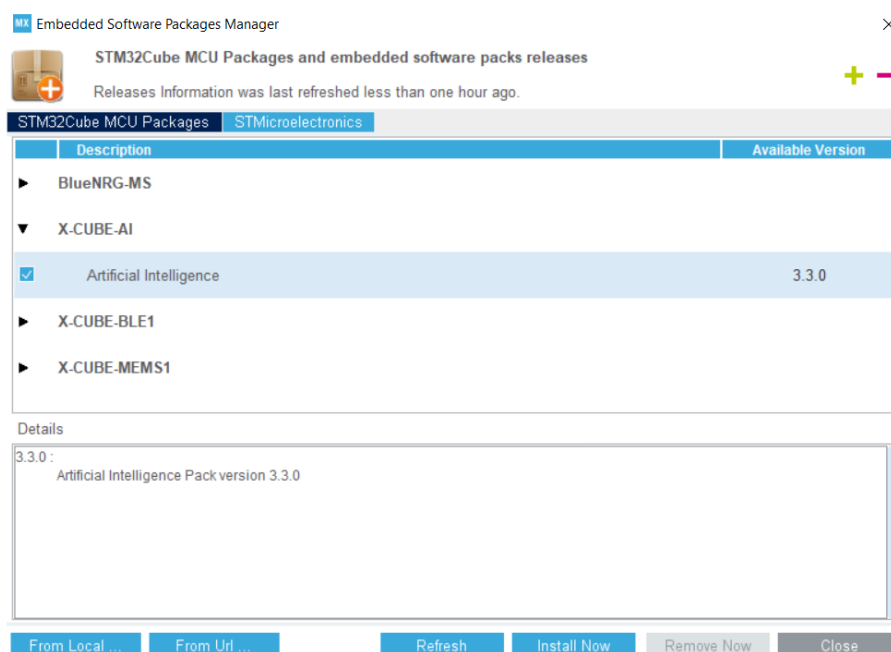 MX Embedded Software Packages Manager
STM32Cube MCU Packages and embedded software packs releases
Releases Information was last refreshed less than one hour ago.
STM32Cube MCU Packages STMicroelectronics
Description Available Version
BlueNRG-MS
X-CUBE-AI
Artificial Intelligence 3.3.0
X-CUBE-BLE1
X-CUBE-MEMS1
Details
3.3.0 :
Artificial Intelligence Pack version 3.3.0
From Local ... From Url ... Refresh Install Now Remove Now Close